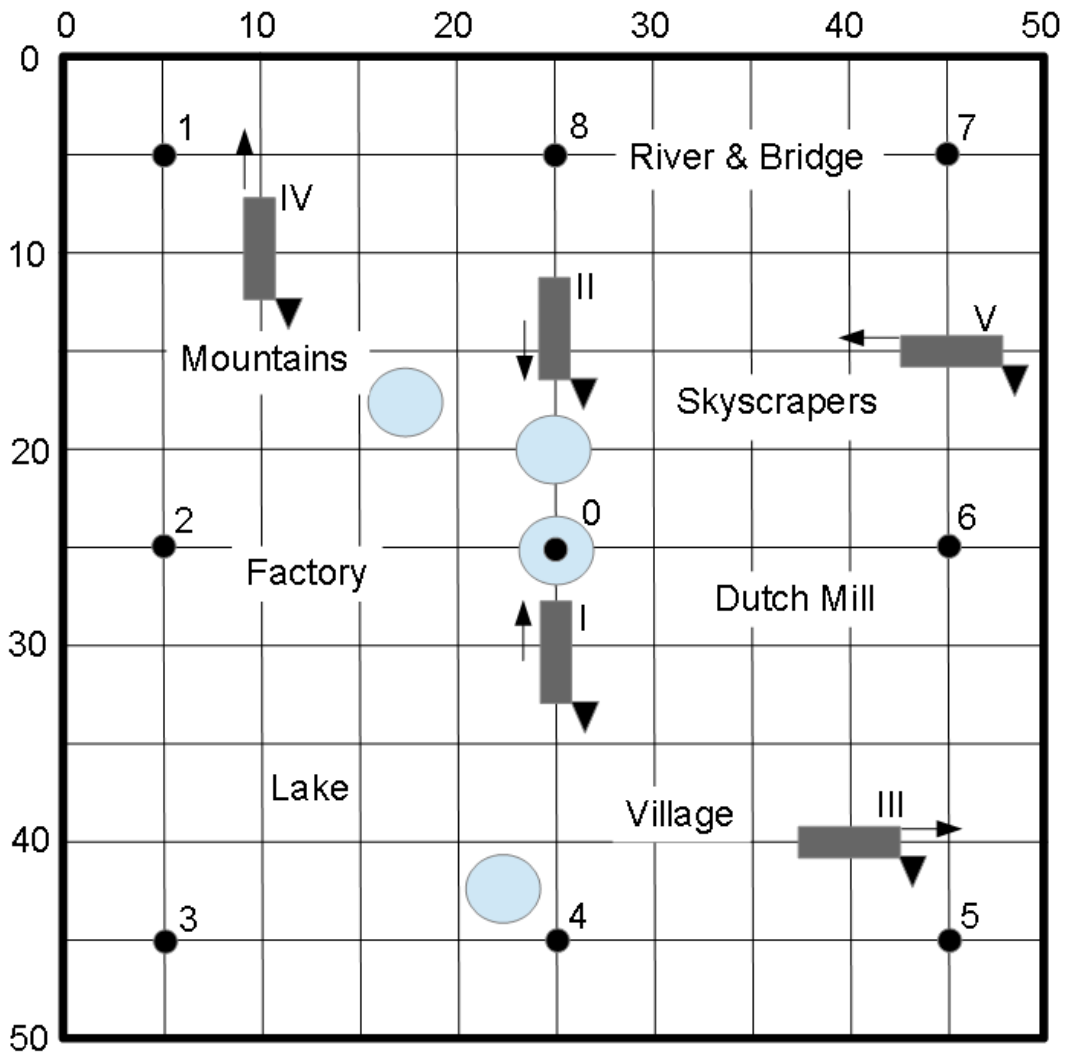 0 10 20 30 40 50
0
1 8 7
River & Bridge
IV
10
II
V
Mountains
Skyscrapers
20
2 0 6
Factory
Dutch Mill
I
30
Lake
III
Village
40
3 4 5
50